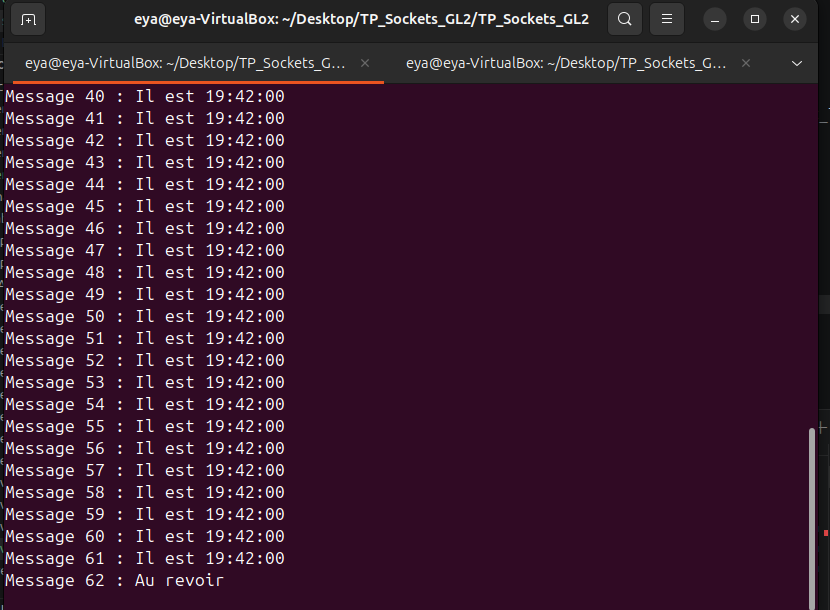 eya@eya-VirtualBox: ~/Desktop/TP_Sockets_GL2/TP_Sockets_GL2
eya@eya-VirtualBox: ~/Desktop/TP_Sockets_G... eya@eya-VirtualBox: ~/Desktop/TP_Sockets_G...
Message 40 : Il est 19:42:00
Message 41 : Il est 19:42:00
Message 42 : Il est 19:42:00
Message 43 : Il est 19:42:00
Message 44 : Il est 19:42:00
Message 45 : Il est 19:42:00
Message 46 : Il est 19:42:00
Message 47 : Il est 19:42:00
Message 48 : Il est 19:42:00
Message 49 : Il est 19:42:00
Message 50 : Il est 19:42:00
Message 51 : Il est 19:42:00
Message 52 : Il est 19:42:00
Message 53 : Il est 19:42:00
Message 54 : Il est 19:42:00
Message 55 : Il est 19:42:00
Message 56 : Il est 19:42:00
Message 57 : Il est 19:42:00
Message 58 : Il est 19:42:00
Message 59 : Il est 19:42:00
Message 60 : Il est 19:42:00
Message 61 : Il est 19:42:00
Message 62 : Au revoir